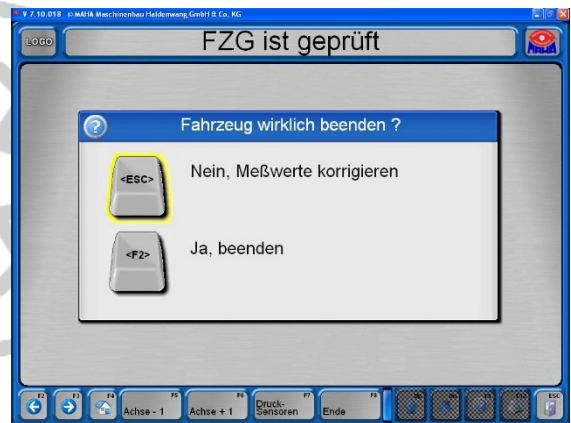 V 7.10.018 © MAHA Maschinenbau Haldenwang GmbH & Co. KG
LOGO
FZG ist geprüft
MAHA
Fahrzeug wirklich beenden ?
<ESC>
Nein, Meßwerte korrigieren
<F2>
Ja, beenden
F2
F3
F4
F5
Achse - 1
F6
Achse + 1
F7
Druck-
Sensoren
F8
Ende
F12
ESC